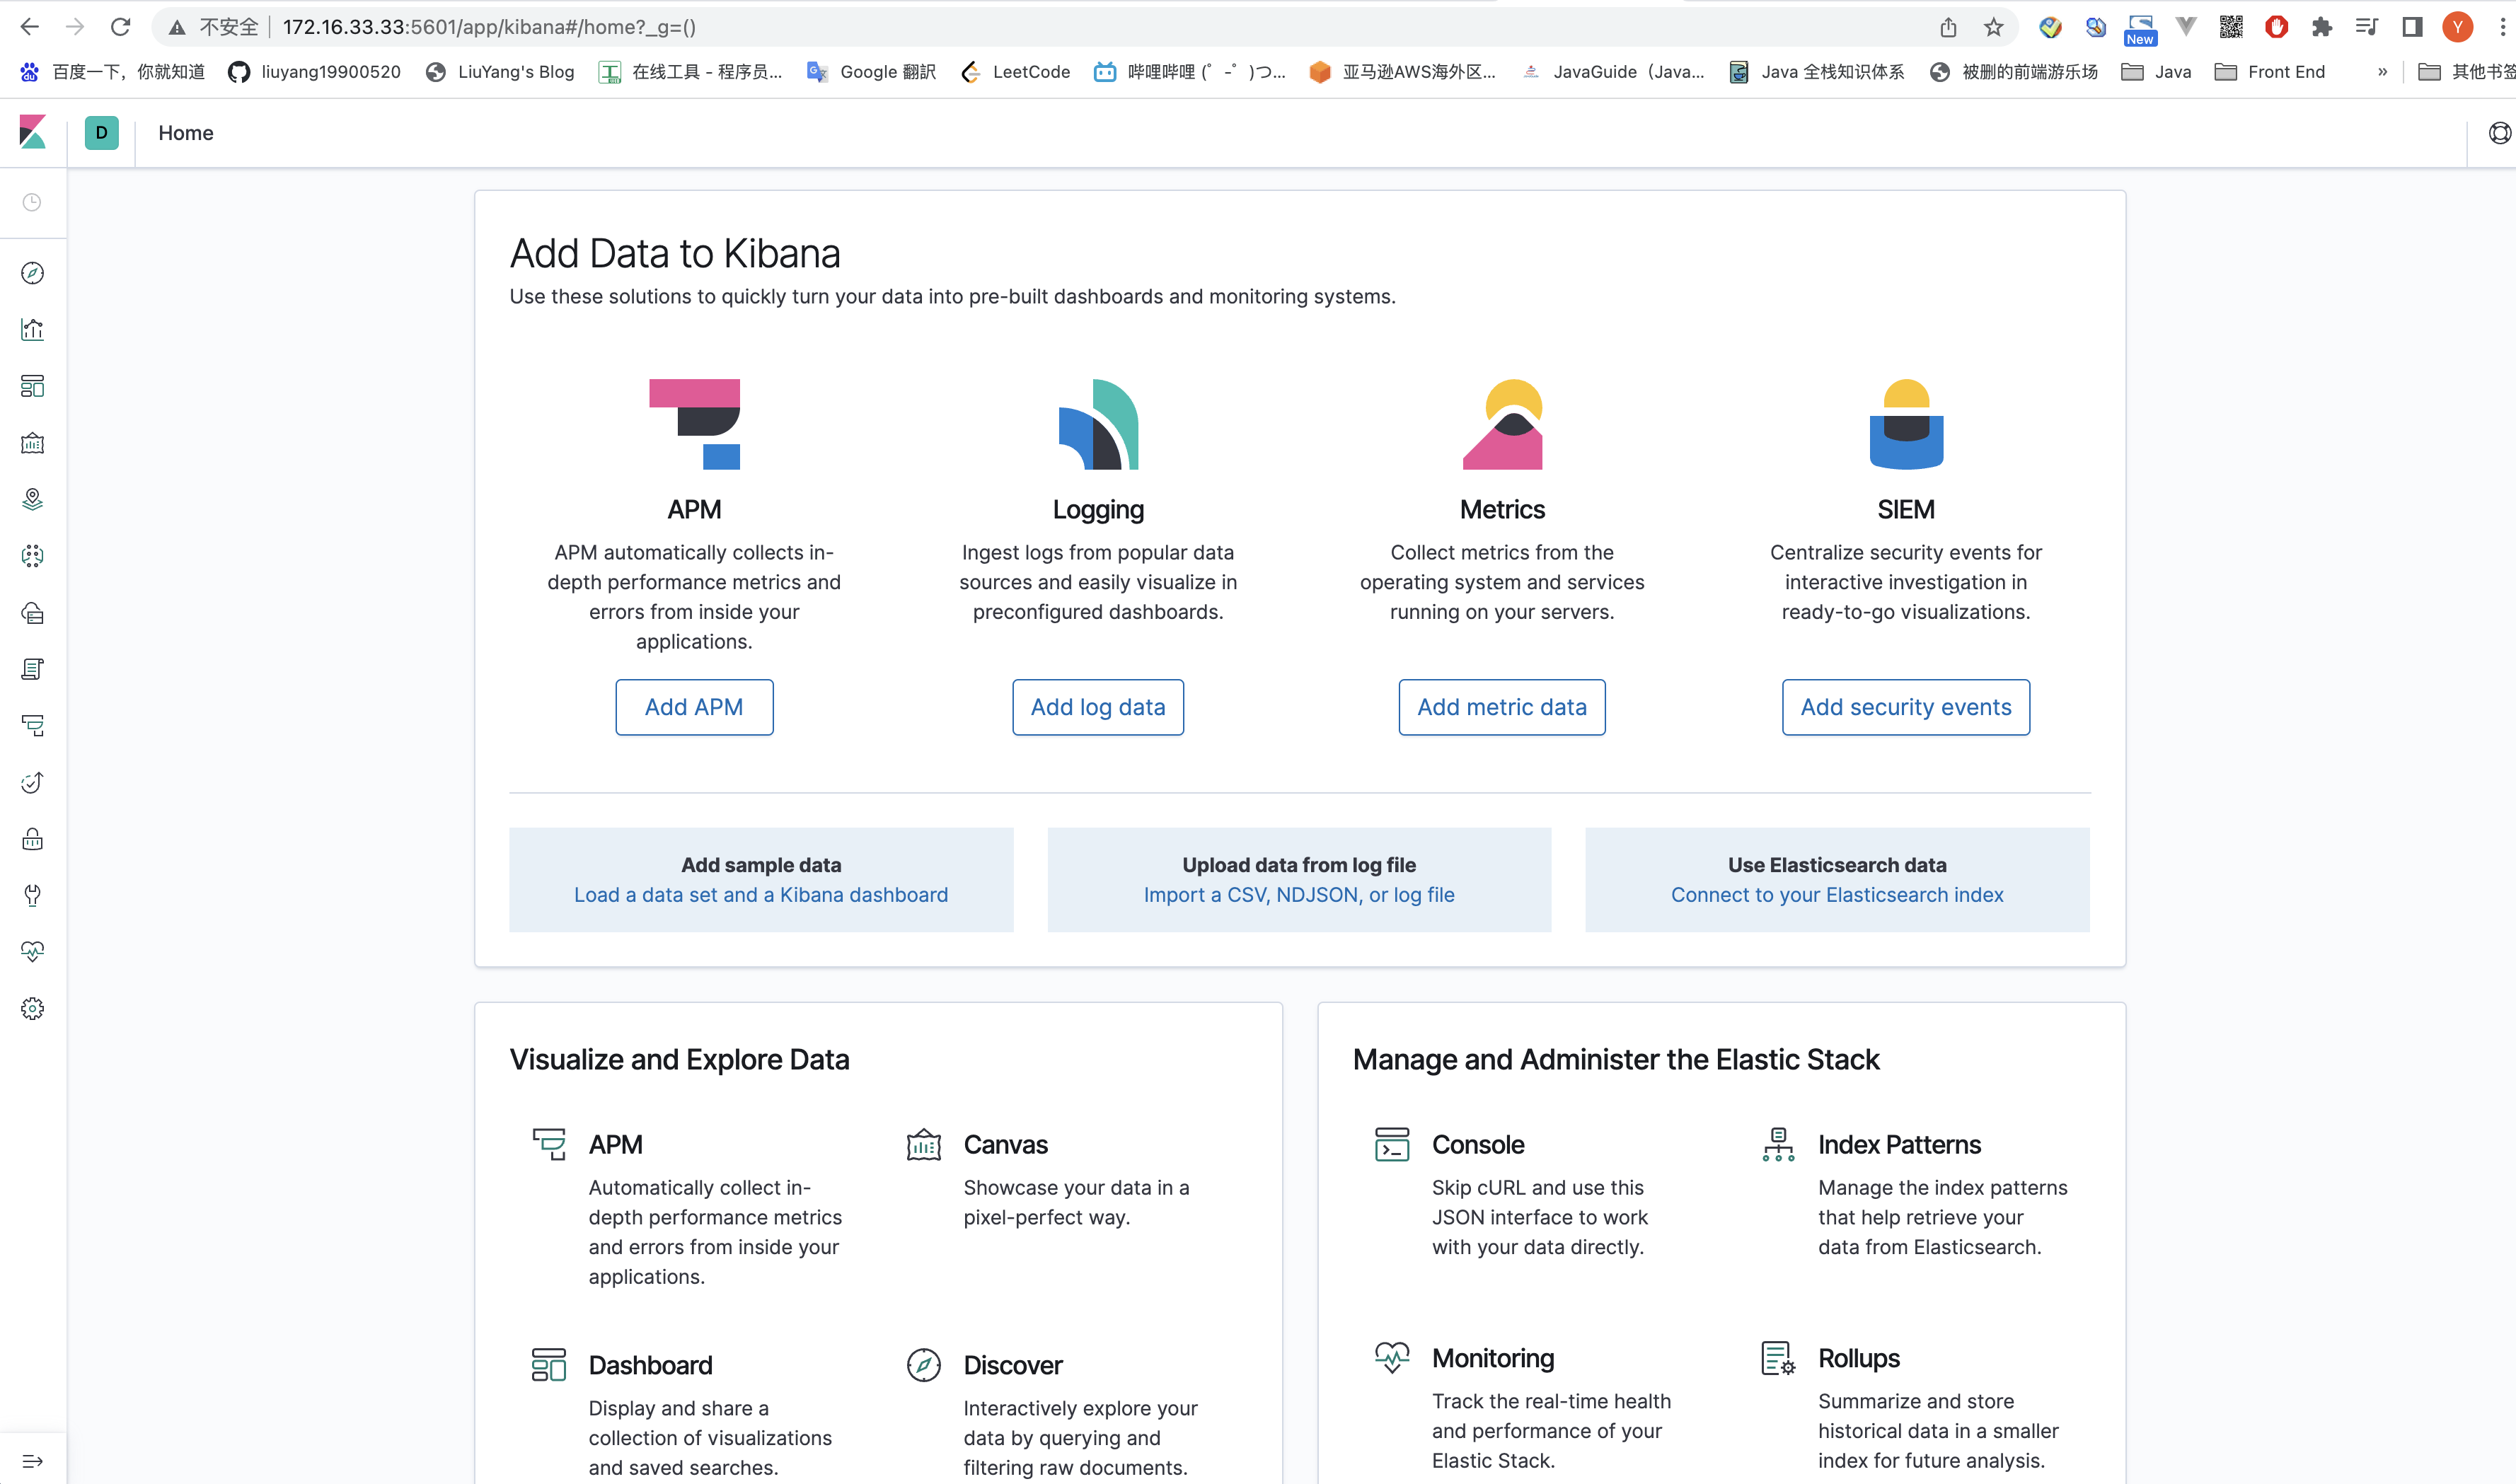 不安全 172.16.33.33:5601/app/kibana#/home?_g=()
New
Y
百度一下，你就知道 liuyang19900520 LiuYang's Blog 在线工具 - 程序员... Google 翻訳 LeetCode 哔哩哔哩 (゜-゜)つ... 亚马逊AWS海外区... JavaGuide（Java... Java 全栈知识体系 被删的前端游乐场 Java Front End » 其他书签
D Home
Add Data to Kibana
Use these solutions to quickly turn your data into pre-built dashboards and monitoring systems.
APM
APM automatically collects in-
depth performance metrics and
errors from inside your
applications.
Add APM
Logging
Ingest logs from popular data
sources and easily visualize in
preconfigured dashboards.
Add log data
Metrics
Collect metrics from the
operating system and services
running on your servers.
Add metric data
SIEM
Centralize security events for
interactive investigation in
ready-to-go visualizations.
Add security events
Add sample data
Load a data set and a Kibana dashboard
Upload data from log file
Import a CSV, NDJSON, or log file
Use Elasticsearch data
Connect to your Elasticsearch index
Visualize and Explore Data
APM
Automatically collect in-
depth performance metrics
and errors from inside your
applications.
Canvas
Showcase your data in a
pixel-perfect way.
Dashboard
Display and share a
collection of visualizations
and saved searches.
Discover
Interactively explore your
data by querying and
filtering raw documents.
Manage and Administer the Elastic Stack
Console
Skip cURL and use this
JSON interface to work
with your data directly.
Index Patterns
Manage the index patterns
that help retrieve your
data from Elasticsearch.
Monitoring
Track the real-time health
and performance of your
Elastic Stack.
Rollups
Summarize and store
historical data in a smaller
index for future analysis.